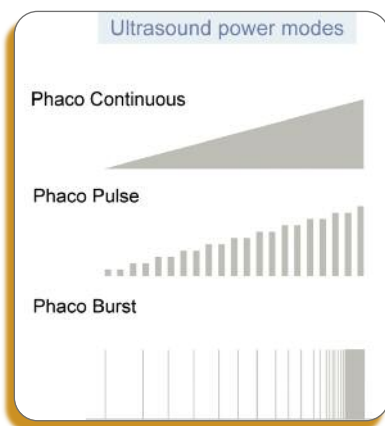 Ultrasound power modes
Phaco Continuous
Phaco Pulse
Phaco Burst